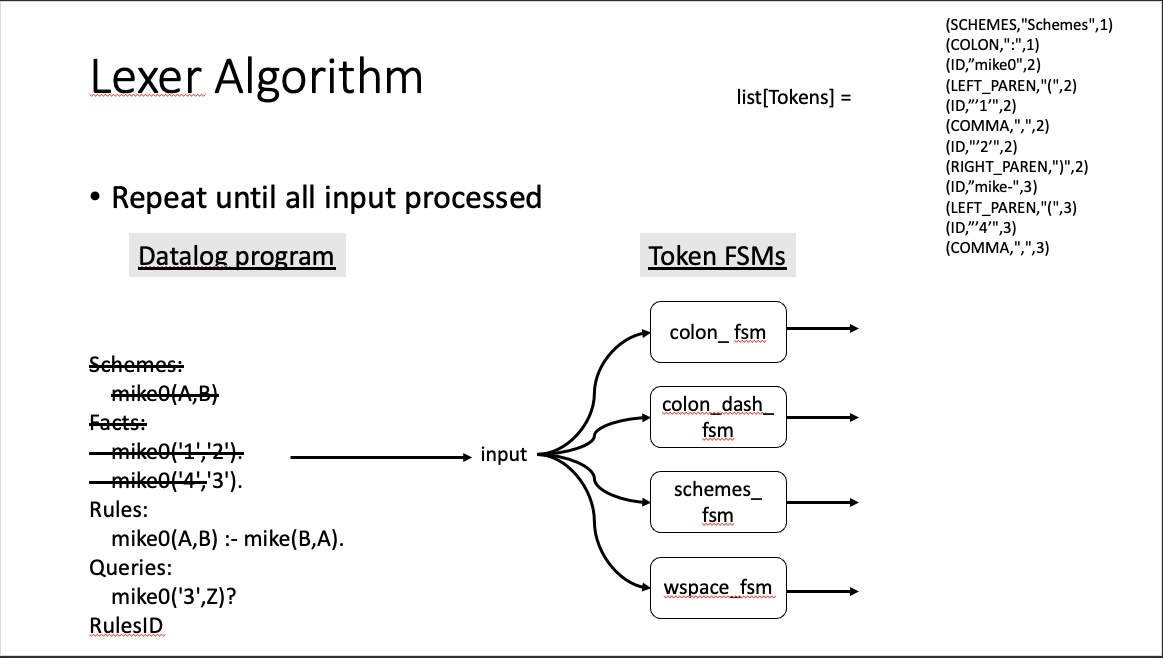 Lexer Algorithm
list[Tokens] =
(SCHEMES,"Schemes",1)
(COLON,":",1)
(ID,”mike0",2)
(LEFT_PAREN,"(",2)
(ID,”’1’”,2)
(COMMA,",",2)
(ID,"’2’",2)
(RIGHT_PAREN,")",2)
(ID,”mike-",3)
(LEFT_PAREN,"(",3)
(ID,”’4’",3)
(COMMA,",",3)
• Repeat until all input processed
Datalog program
Token FSMs
Schemes:
mike0(A,B)
Facts:
mike0('1','2').
mike0('4','3').
Rules:
mike0(A,B) :- mike(B,A).
Queries:
mike0('3',Z)?
RulesID
input
colon_ fsm
colon_dash_
fsm
schemes_
fsm
wspace_fsm